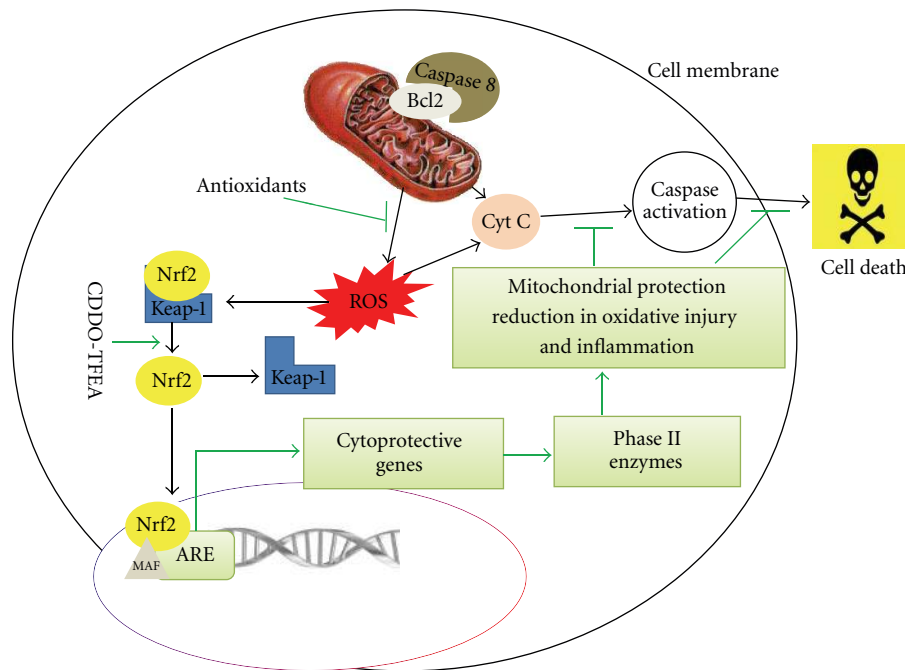 Caspase 8
Bcl2
Cell membrane
Antioxidants
Cyt C
Caspase
activation
Cell death
Nrf2
Keap-1
ROS
Mitochondrial protection
reduction in oxidative injury
and inflammation
CDDO-TFEA
Nrf2
Keap-1
Cytoprotective
genes
Phase II
enzymes
Nrf2
MAF
ARE